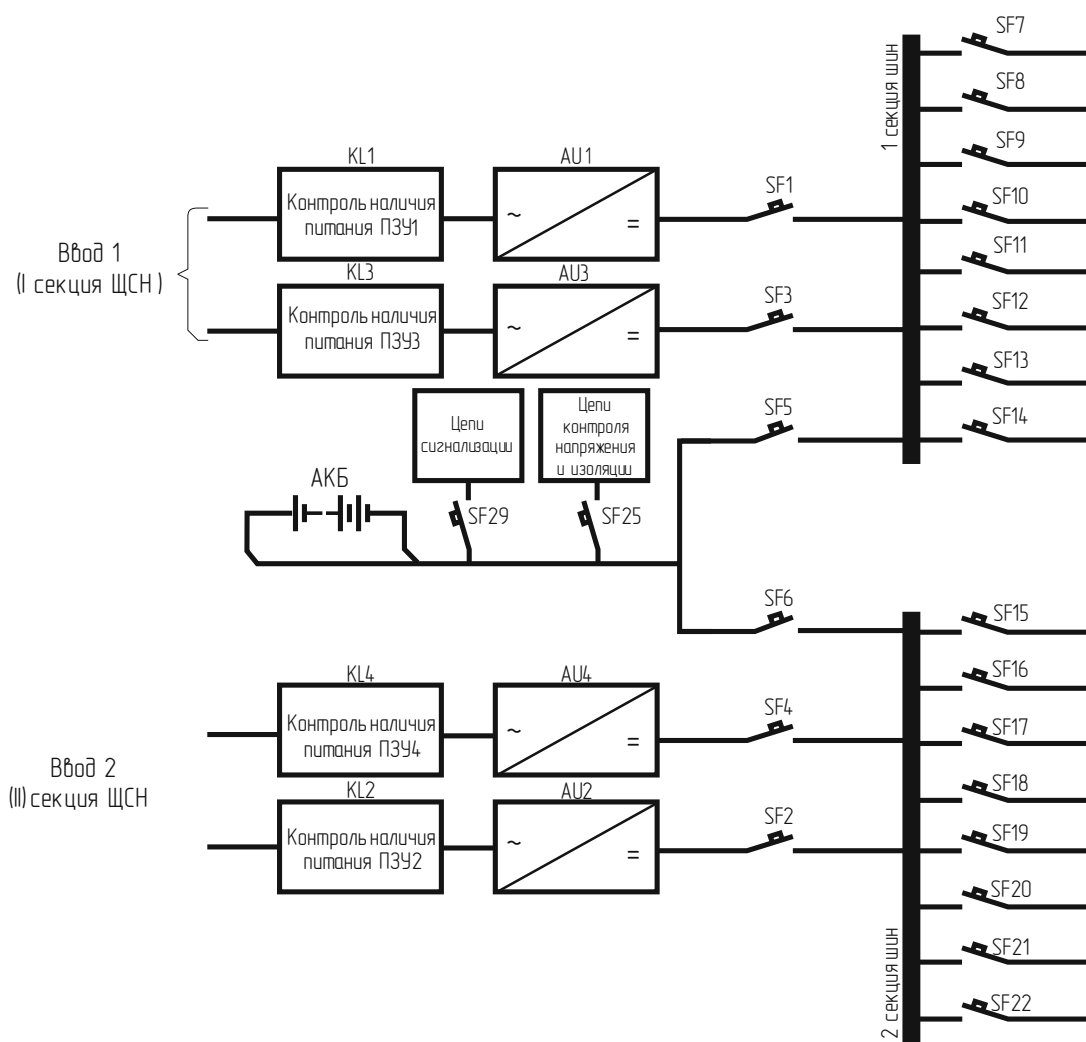 SF7
1 секция шин
SF8
SF9
KL1
AU1
SF1
SF10
Контроль наличия
питания ПЗУ1
~
=
SF11
Ввод 1
(I секция ЩСН)
KL3
AU3
SF3
SF12
Контроль наличия
питания ПЗУ3
~
=
SF13
Цепи
сигнализации
Цепи
контроля
напряжения
и изоляции
SF5
SF14
АКБ
SF29
SF25
SF6
SF15
SF16
KL4
AU4
SF4
SF17
Контроль наличия
питания ПЗУ4
~
=
Ввод 2
(II) секция ЩСН
SF18
KL2
AU2
SF2
SF19
Контроль наличия
питания ПЗУ2
~
=
SF20
2 секция шин
SF21
SF22